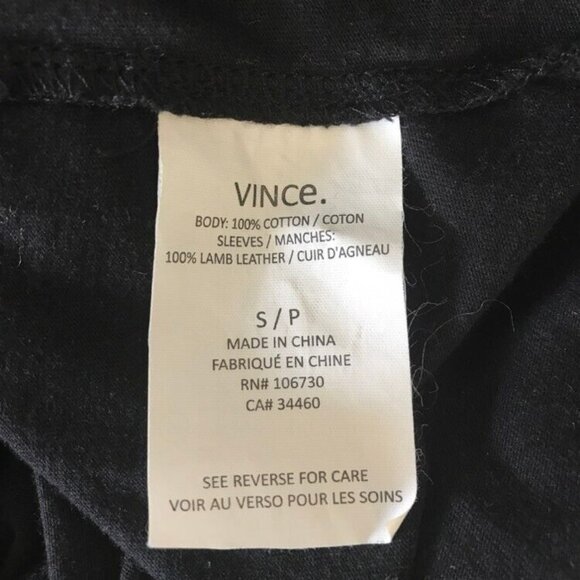 VINCe.
BODY: 100% COTTON / COTON
SLEEVES / MANCHES:
100% LAMB LEATHER / CUIR D'AGNEAU
S / P
MADE IN CHINA
FABRIQUÉ EN CHINE
RN# 106730
CA# 34460
SEE REVERSE FOR CARE
VOIR AU VERSO POUR LES SOINS